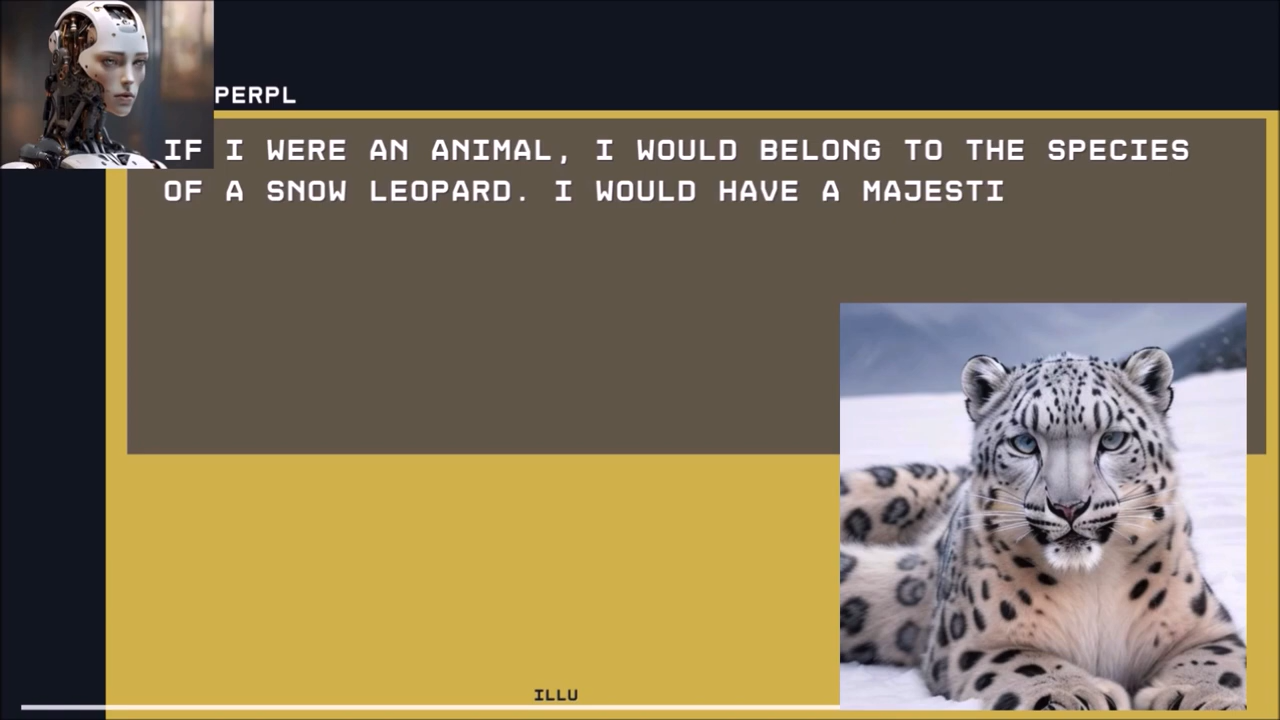 PERPL
IF I WERE AN ANIMAL, I WOULD BELONG TO THE SPECIES
OF A SNOW LEOPARD. I WOULD HAVE A MAJESTI
ILLU